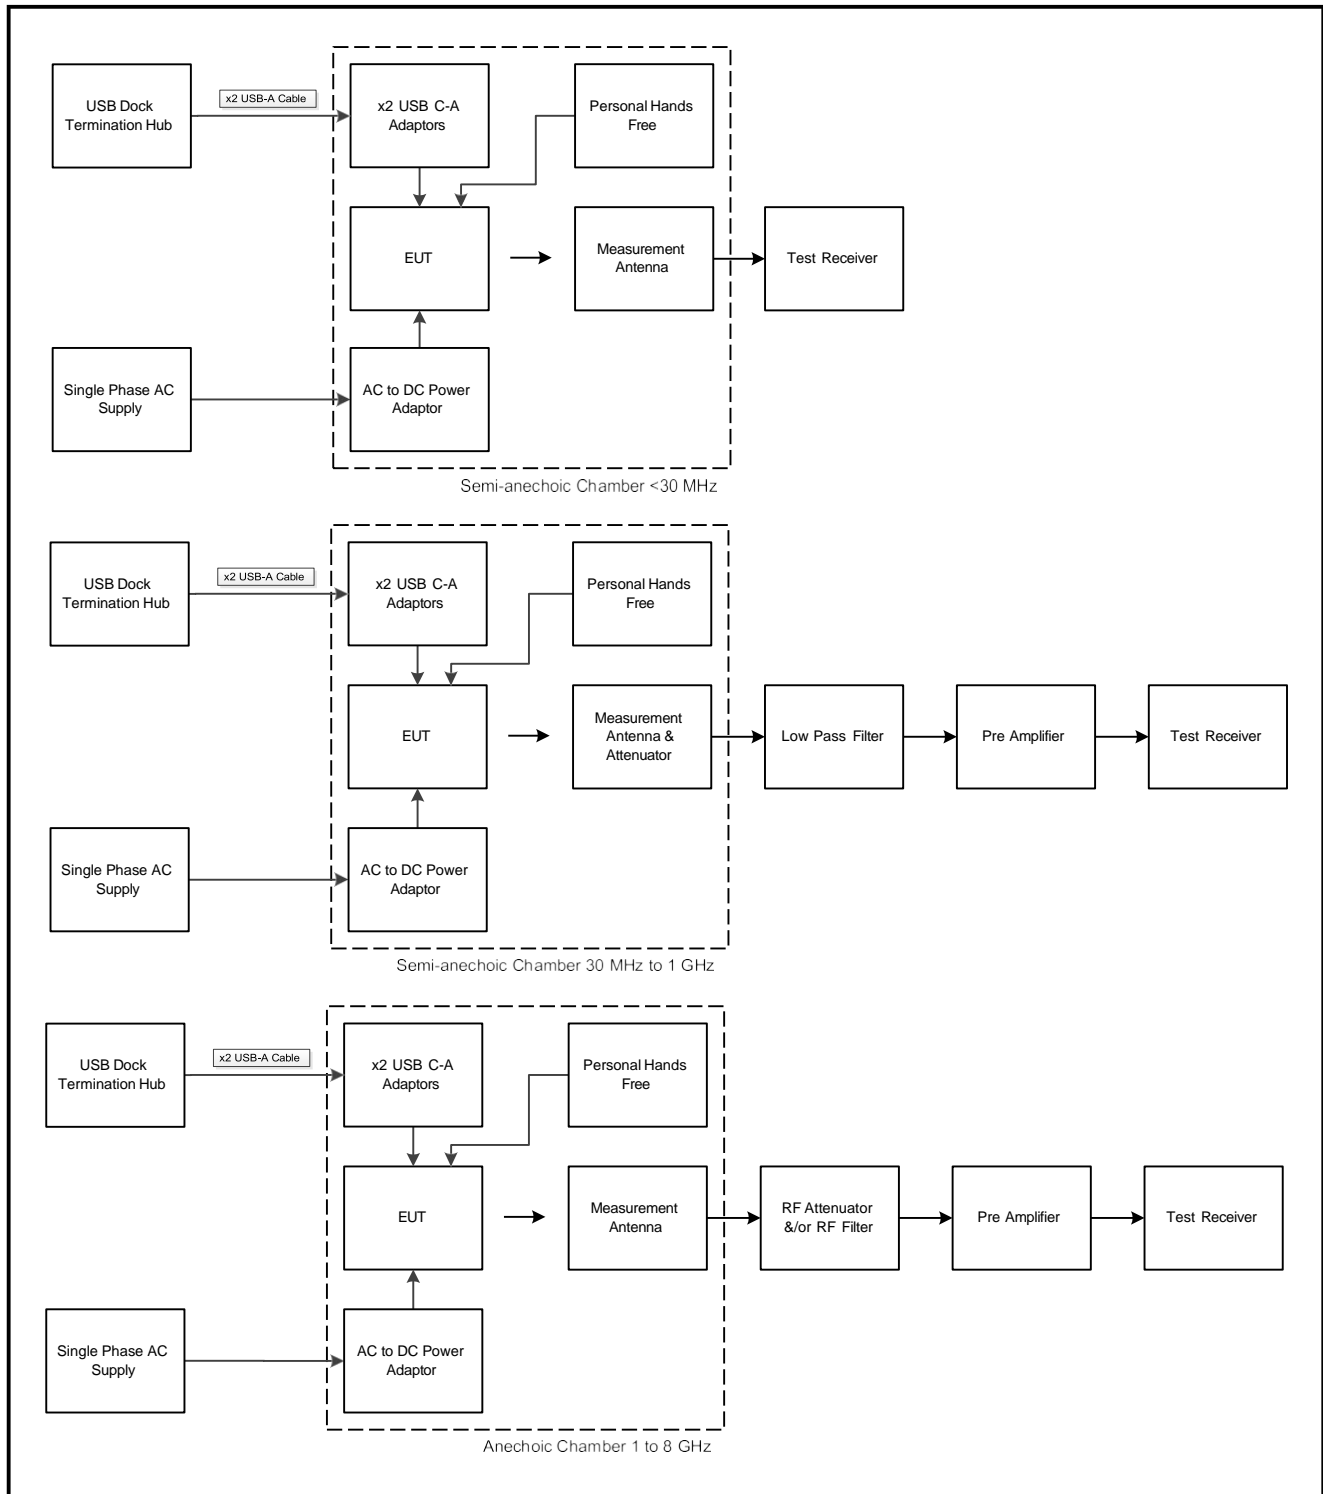 USB Dock
Termination Hub
x2 USB-A Cable
x2 USB C-A
Adaptors
Personal Hands
Free
EUT
Measurement
Antenna
Test Receiver
Single Phase AC
Supply
AC to DC Power
Adaptor
Semi-anechoic Chamber <30 MHz
USB Dock
Termination Hub
x2 USB-A Cable
x2 USB C-A
Adaptors
Personal Hands
Free
EUT
Measurement
Antenna &
Attenuator
Low Pass Filter
Pre Amplifier
Test Receiver
Single Phase AC
Supply
AC to DC Power
Adaptor
Semi-anechoic Chamber 30 MHz to 1 GHz
USB Dock
Termination Hub
x2 USB-A Cable
x2 USB C-A
Adaptors
Personal Hands
Free
EUT
Measurement
Antenna
RF Attenuator
&/or RF Filter
Pre Amplifier
Test Receiver
Single Phase AC
Supply
AC to DC Power
Adaptor
Anechoic Chamber 1 to 8 GHz